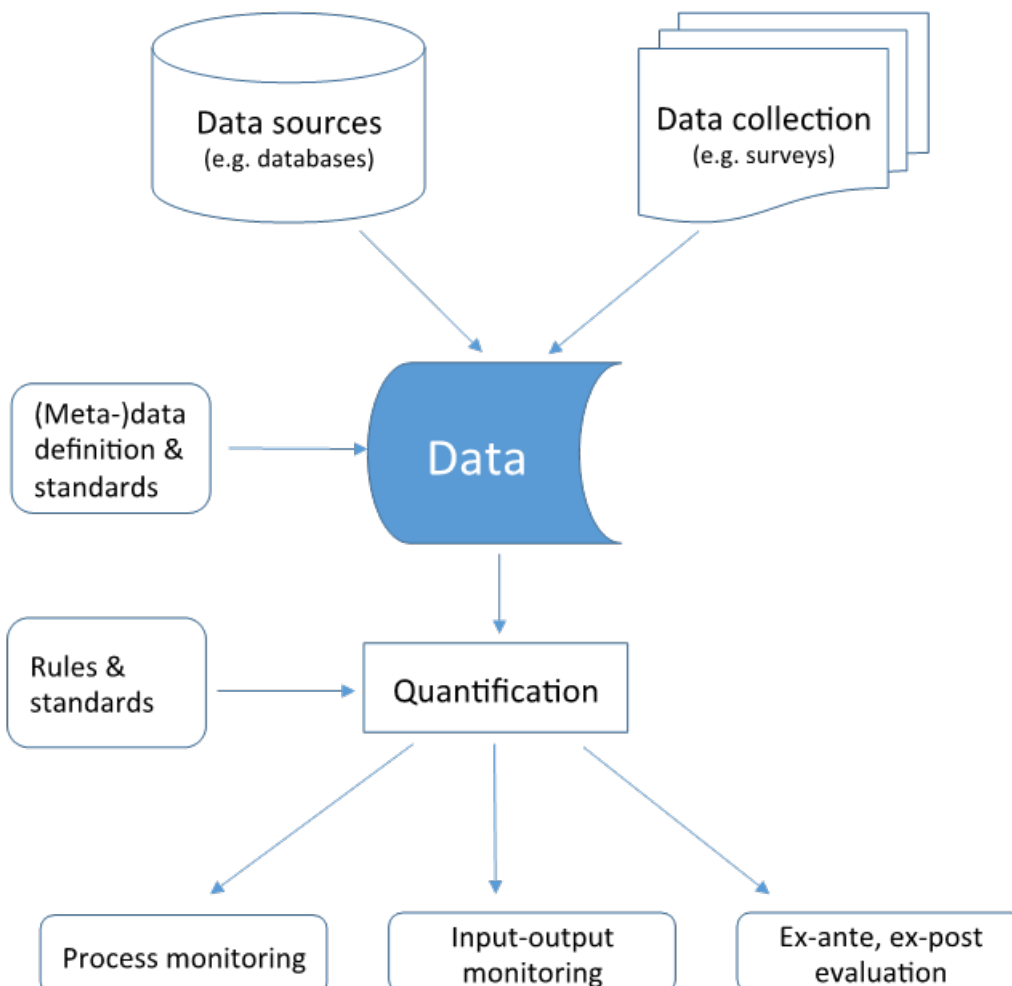 Data sources
(e.g. databases)
Data collection
(e.g. surveys)
(Meta-)data
definition &
standards
Data
Rules &
standards
Quantification
Process monitoring
Input-output
monitoring
Ex-ante, ex-post
evaluation